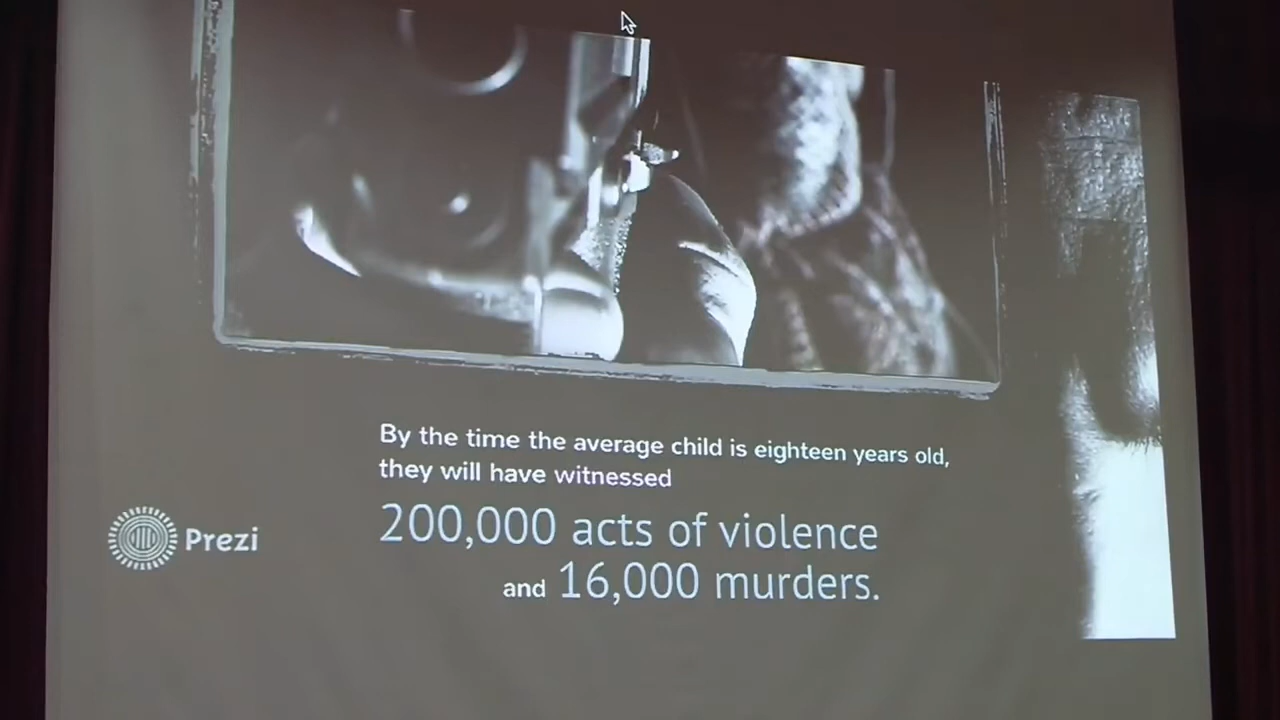 By the time the average child is eighteen years old,
they will have witnessed
200,000 acts of violence
and 16,000 murders.
Prezi